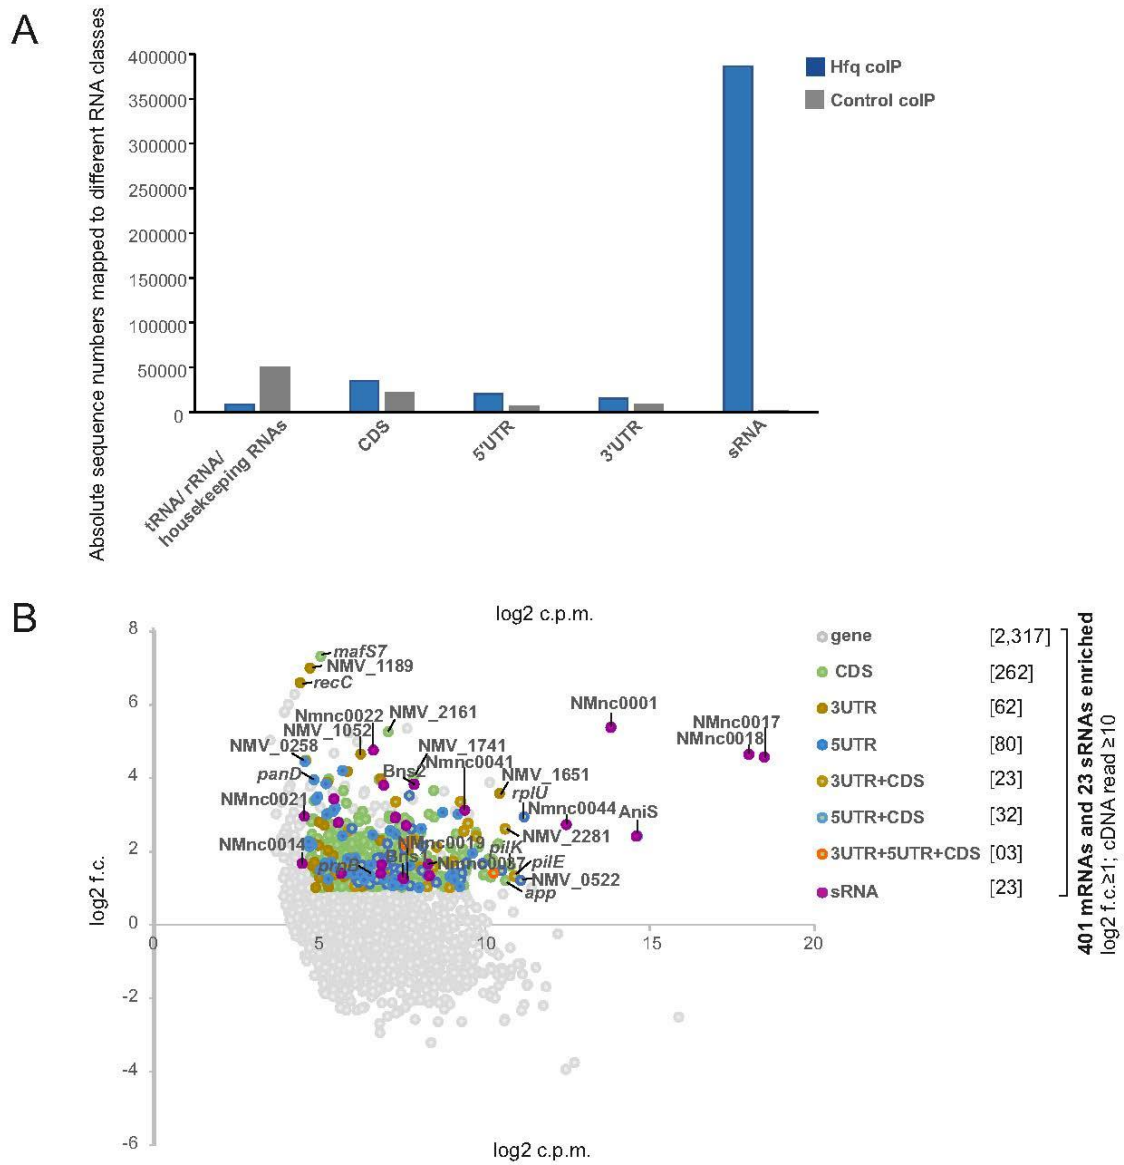 A
Absolute sequence numbers mapped to different RNA classes
400000
350000
300000
250000
200000
150000
100000
50000
0
Hfq coIP
Control coIP
tRNA/ rRNA/
housekeeping RNAs
CDS
5'UTR
3'UTR
sRNA
B
log2 c.p.m.
log2 f.c.
8
6
4
2
0
-2
-4
-6
0
5
10
15
20
mafS7
NMV_1189
recC
Nmnc0022
NMV_2161
NMV_1052
NMV_0258
NMV_1741
panD
Bns2
Nmnc0041
NMV_1651
NMnc0021
rplU
Nmnc0044
AniS
NMnc0001
NMnc0017
NMnc0018
NMV_2281
NMnc0014
NMnc0019
pilK
prpB
Bns
Nmnc0037
pilE
NMV_0522
app
gene [2,317]
CDS [262]
3UTR [62]
5UTR [80]
3UTR+CDS [23]
5UTR+CDS [32]
3UTR+5UTR+CDS [03]
sRNA [23]
401 mRNAs and 23 sRNAs enriched
log2 f.c.≥1; cDNA read ≥10
log2 c.p.m.